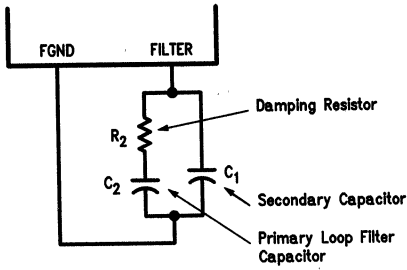 FGND FILTER
Damping Resistor
R2
C2
C1
Secondary Capacitor
Primary Loop Filter
Capacitor